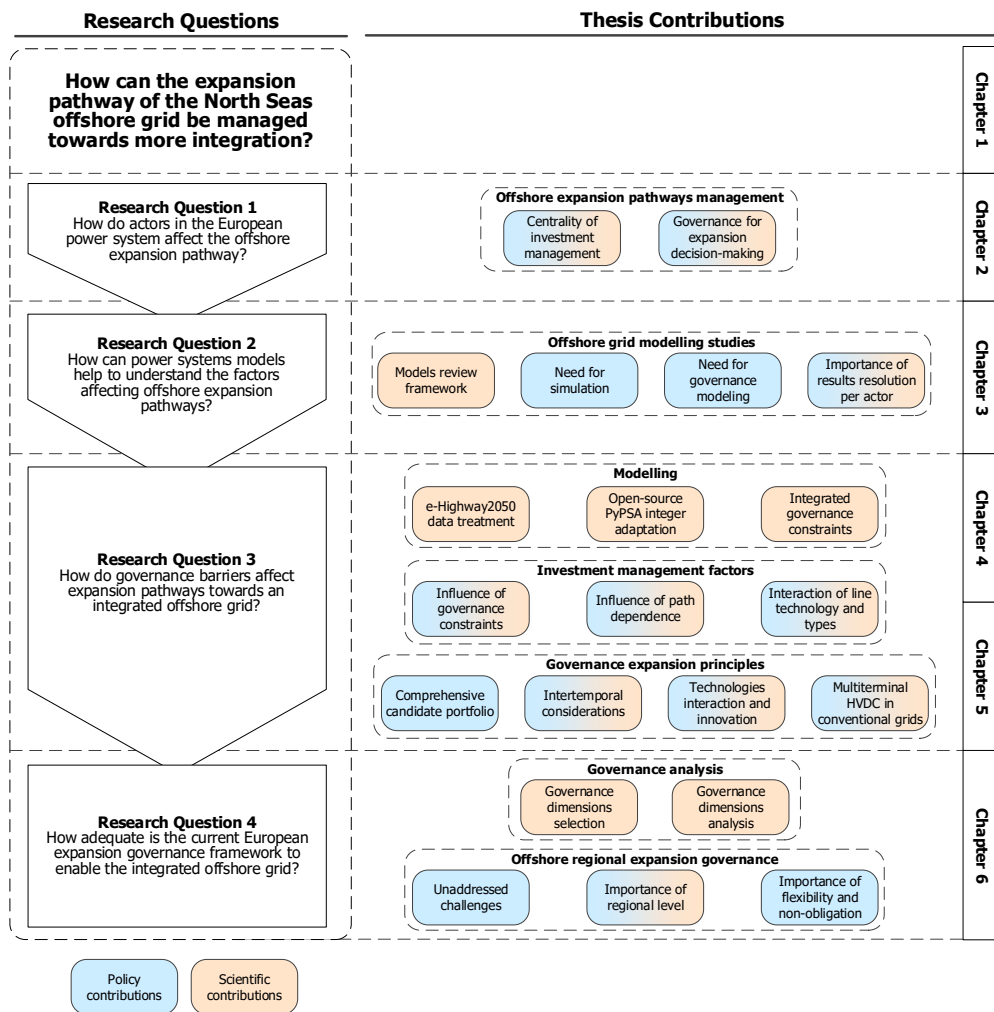 Research Questions
Thesis Contributions
How can the expansion
pathway of the North Seas
offshore grid be managed
towards more integration?
Chapter 1
Research Question 1
How do actors in the European
power system affect the offshore
expansion pathway?
Offshore expansion pathways management
Centrality of
investment
management
Governance for
expansion
decision-making
Chapter 2
Research Question 2
How can power systems models
help to understand the factors
affecting offshore expansion
pathways?
Offshore grid modelling studies
Models review
framework
Need for
simulation
Need for
governance
modeling
Importance of
results resolution
per actor
Chapter 3
Research Question 3
How do governance barriers affect
expansion pathways towards an
integrated offshore grid?
Modelling
e-Highway2050
data treatment
Open-source
PyPSA integer
adaptation
Integrated
governance
constraints
Chapter 4
Investment management factors
Influence of
governance
constraints
Influence of path
dependence
Interaction of line
technology and
types
Governance expansion principles
Comprehensive
candidate portfolio
Intertemporal
considerations
Technologies
interaction and
innovation
Multiterminal
HVDC in
conventional grids
Chapter 5
Research Question 4
How adequate is the current European
expansion governance framework to
enable the integrated offshore grid?
Governance analysis
Governance
dimensions
selection
Governance
dimensions
analysis
Offshore regional expansion governance
Unaddressed
challenges
Importance of
regional level
Importance of
flexibility and
non-obligation
Chapter 6
Policy
contributions
Scientific
contributions